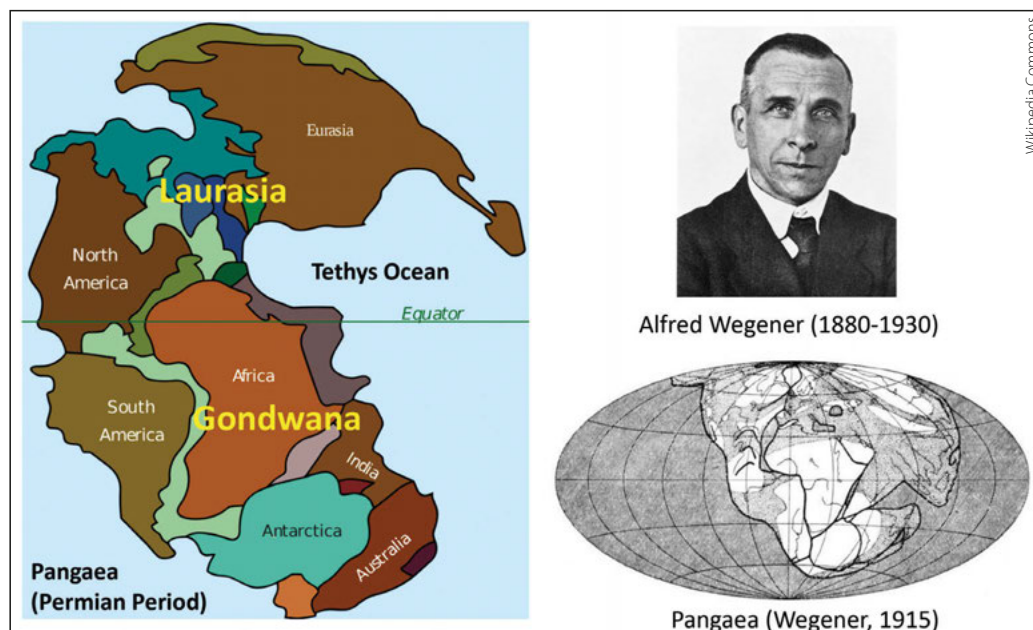 Eurasia
Laurasia
North
America
Tethys Ocean
Equator
Africa
South
America
Gondwana
India
Antarctica
Australia
Pangaea
(Permian Period)
Wikipedia Commons
Alfred Wegener (1880-1930)
Pangaea (Wegener, 1915)